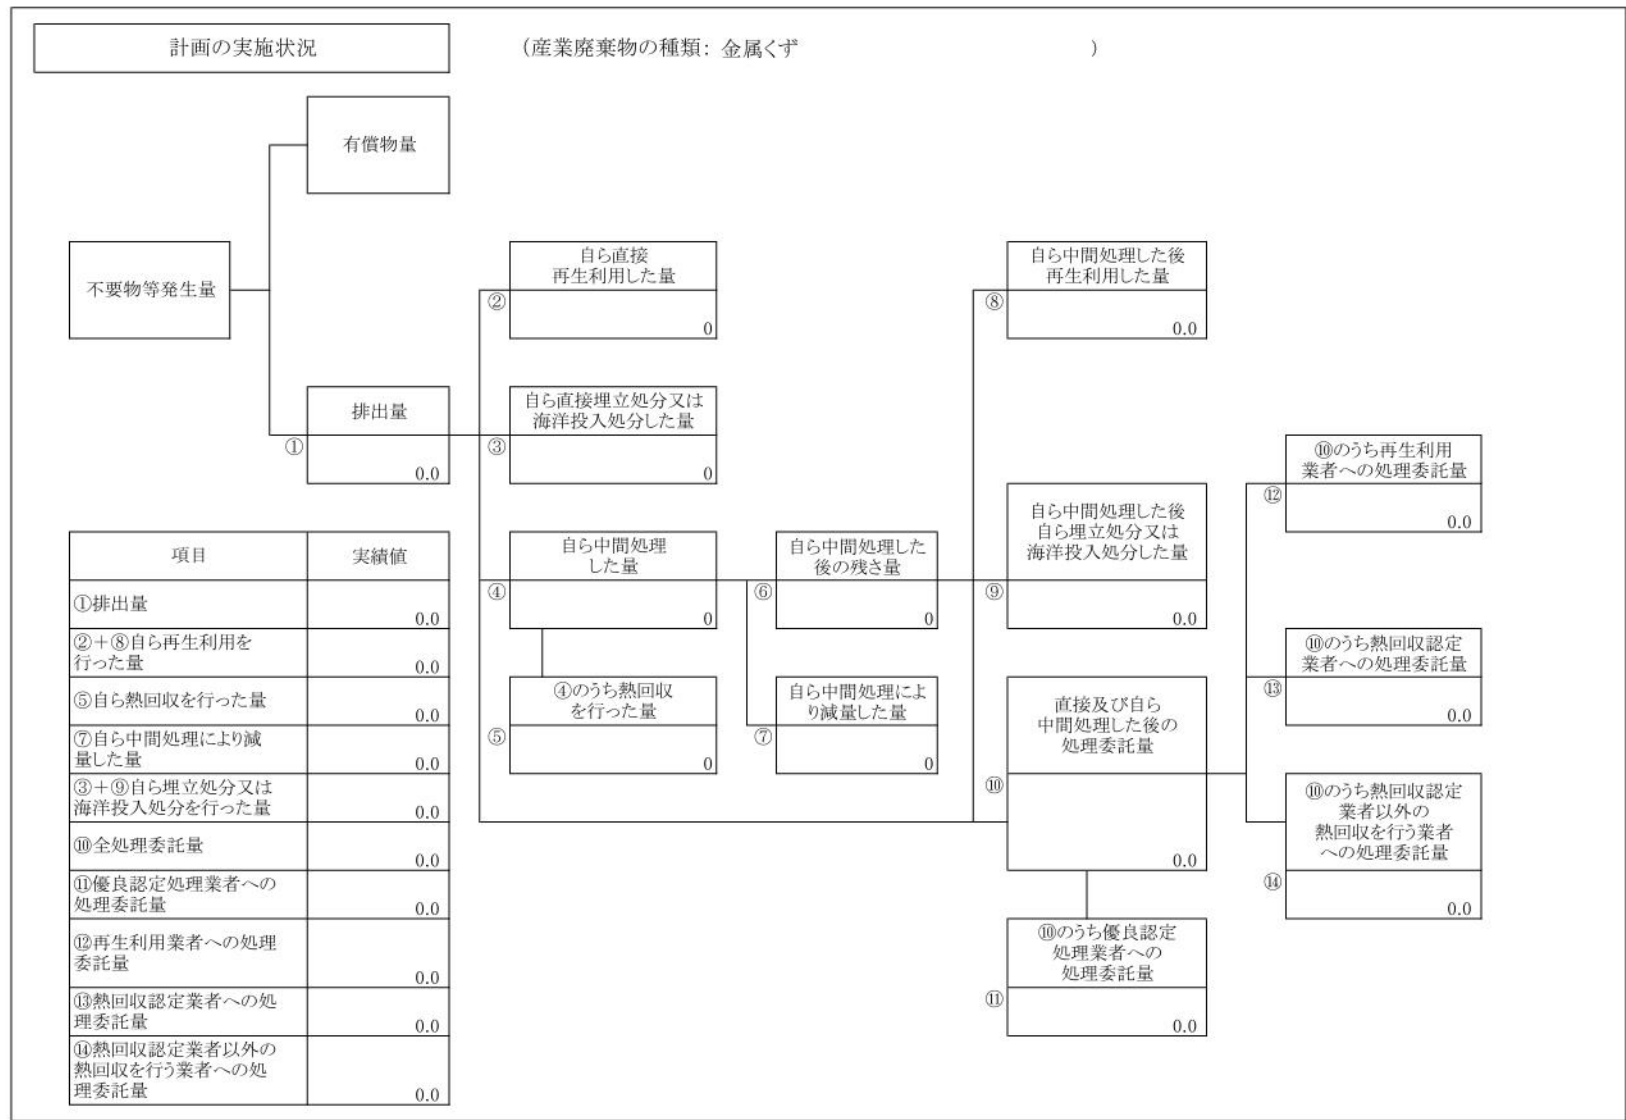 計画の実施状況
(産業廃棄物の種類: 金属くず )
有償物量
不要物等発生量
自ら直接
再生利用した量
②
0
自ら中間処理した後
再生利用した量
⑧
0.0
排出量
①
0.0
自ら直接埋立処分又は
海洋投入処分した量
③
0
⑩のうち再生利用
業者への処理委託量
⑫
0.0
自ら中間処理
した量
④
0
自ら中間処理した
後の残さ量
⑥
0
自ら中間処理した後
自ら埋立処分又は
海洋投入処分した量
⑨
0.0
⑩のうち熱回収認定
業者への処理委託量
⑬
0.0
④のうち熱回収
を行った量
⑤
0
自ら中間処理によ
り減量した量
⑦
0
直接及び自ら
中間処理した後の
処理委託量
⑩
0.0
⑩のうち熱回収認定
業者以外の
熱回収を行う業者
への処理委託量
⑭
0.0
⑩のうち優良認定
処理業者への
処理委託量
⑪
0.0
項目 実績値
①排出量
0.0
②+⑧自ら再生利用を
行った量
0.0
⑤自ら熱回収を行った量
0.0
⑦自ら中間処理により減
量した量
0.0
③+⑨自ら埋立処分又は
海洋投入処分を行った量
0.0
⑩全処理委託量
0.0
⑪優良認定処理業者への
処理委託量
0.0
⑫再生利用業者への処理
委託量
0.0
⑬熱回収認定業者への処
理委託量
0.0
⑭熱回収認定業者以外の
熱回収を行う業者への処
理委託量
0.0